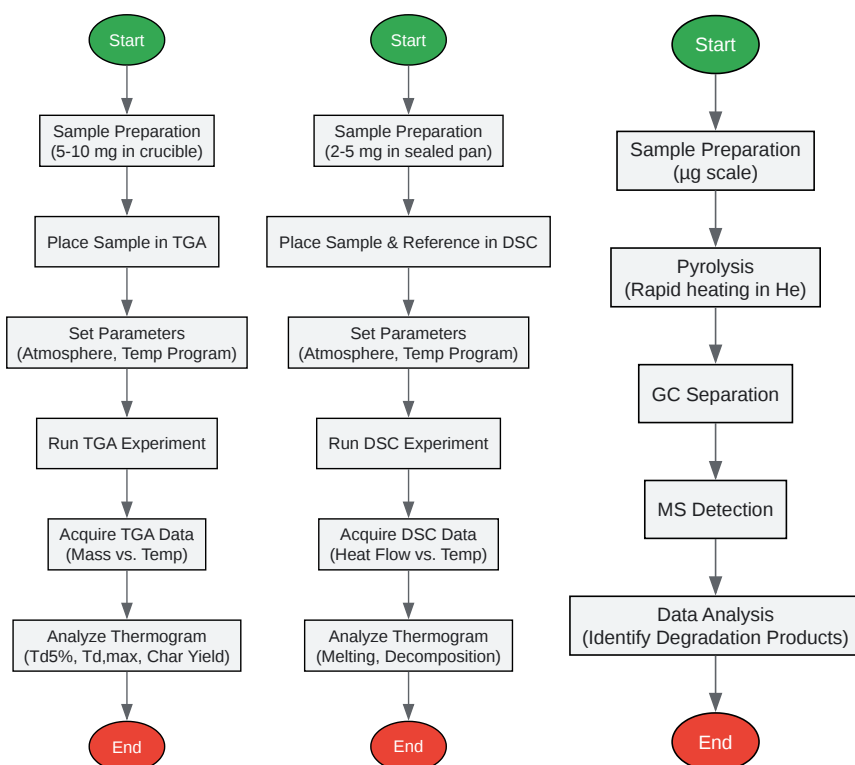 Start
Sample Preparation
(5-10 mg in crucible)
Place Sample in TGA
Set Parameters
(Atmosphere, Temp Program)
Run TGA Experiment
Acquire TGA Data
(Mass vs. Temp)
Analyze Thermogram
(Td5%, Td,max, Char Yield)
End
Start
Sample Preparation
(2-5 mg in sealed pan)
Place Sample & Reference in DSC
Set Parameters
(Atmosphere, Temp Program)
Run DSC Experiment
Acquire DSC Data
(Heat Flow vs. Temp)
Analyze Thermogram
(Melting, Decomposition)
End
Start
Sample Preparation
(µg scale)
Pyrolysis
(Rapid heating in He)
GC Separation
MS Detection
Data Analysis
(Identify Degradation Products)
End